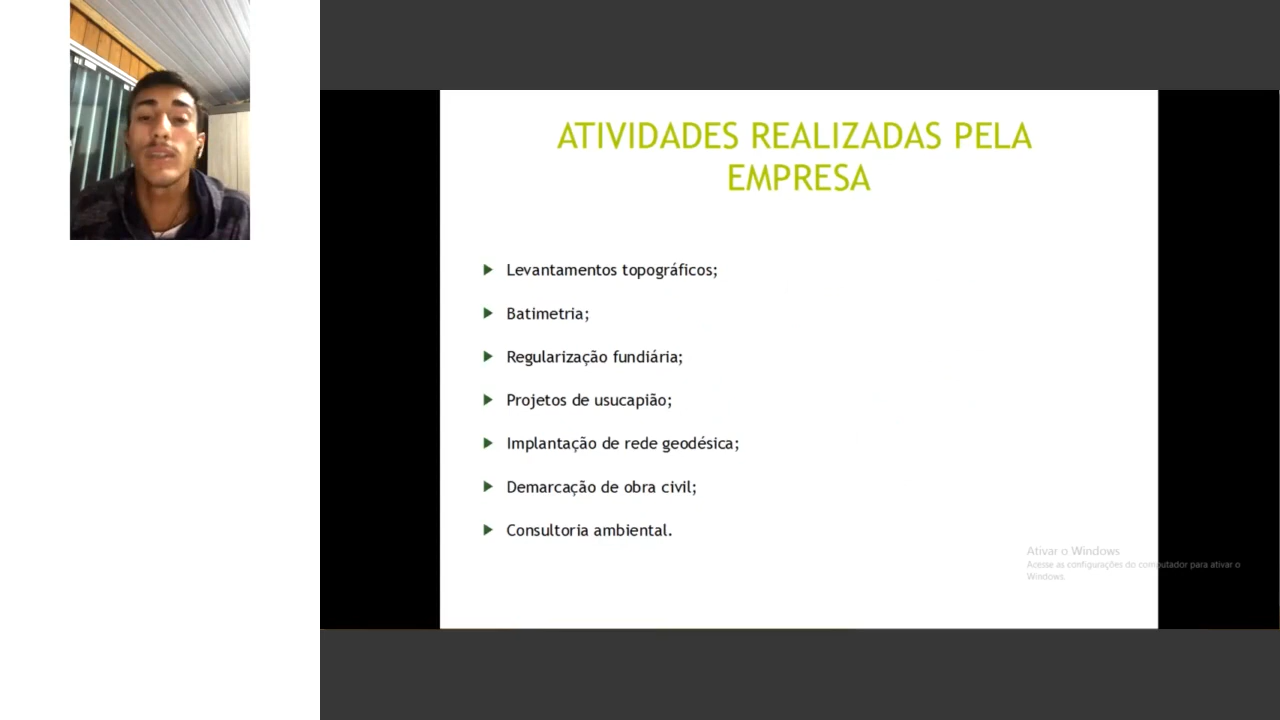 ATIVIDADES REALIZADAS PELA
EMPRESA
Levantamentos topográficos;
Batimetria;
Regularização fundiária;
Projetos de usucapião;
Implantação de rede geodésica;
Demarcação de obra civil;
Consultoria ambiental.
Ativar o Windows
Acesse as configurações do computador para ativar o
Windows.